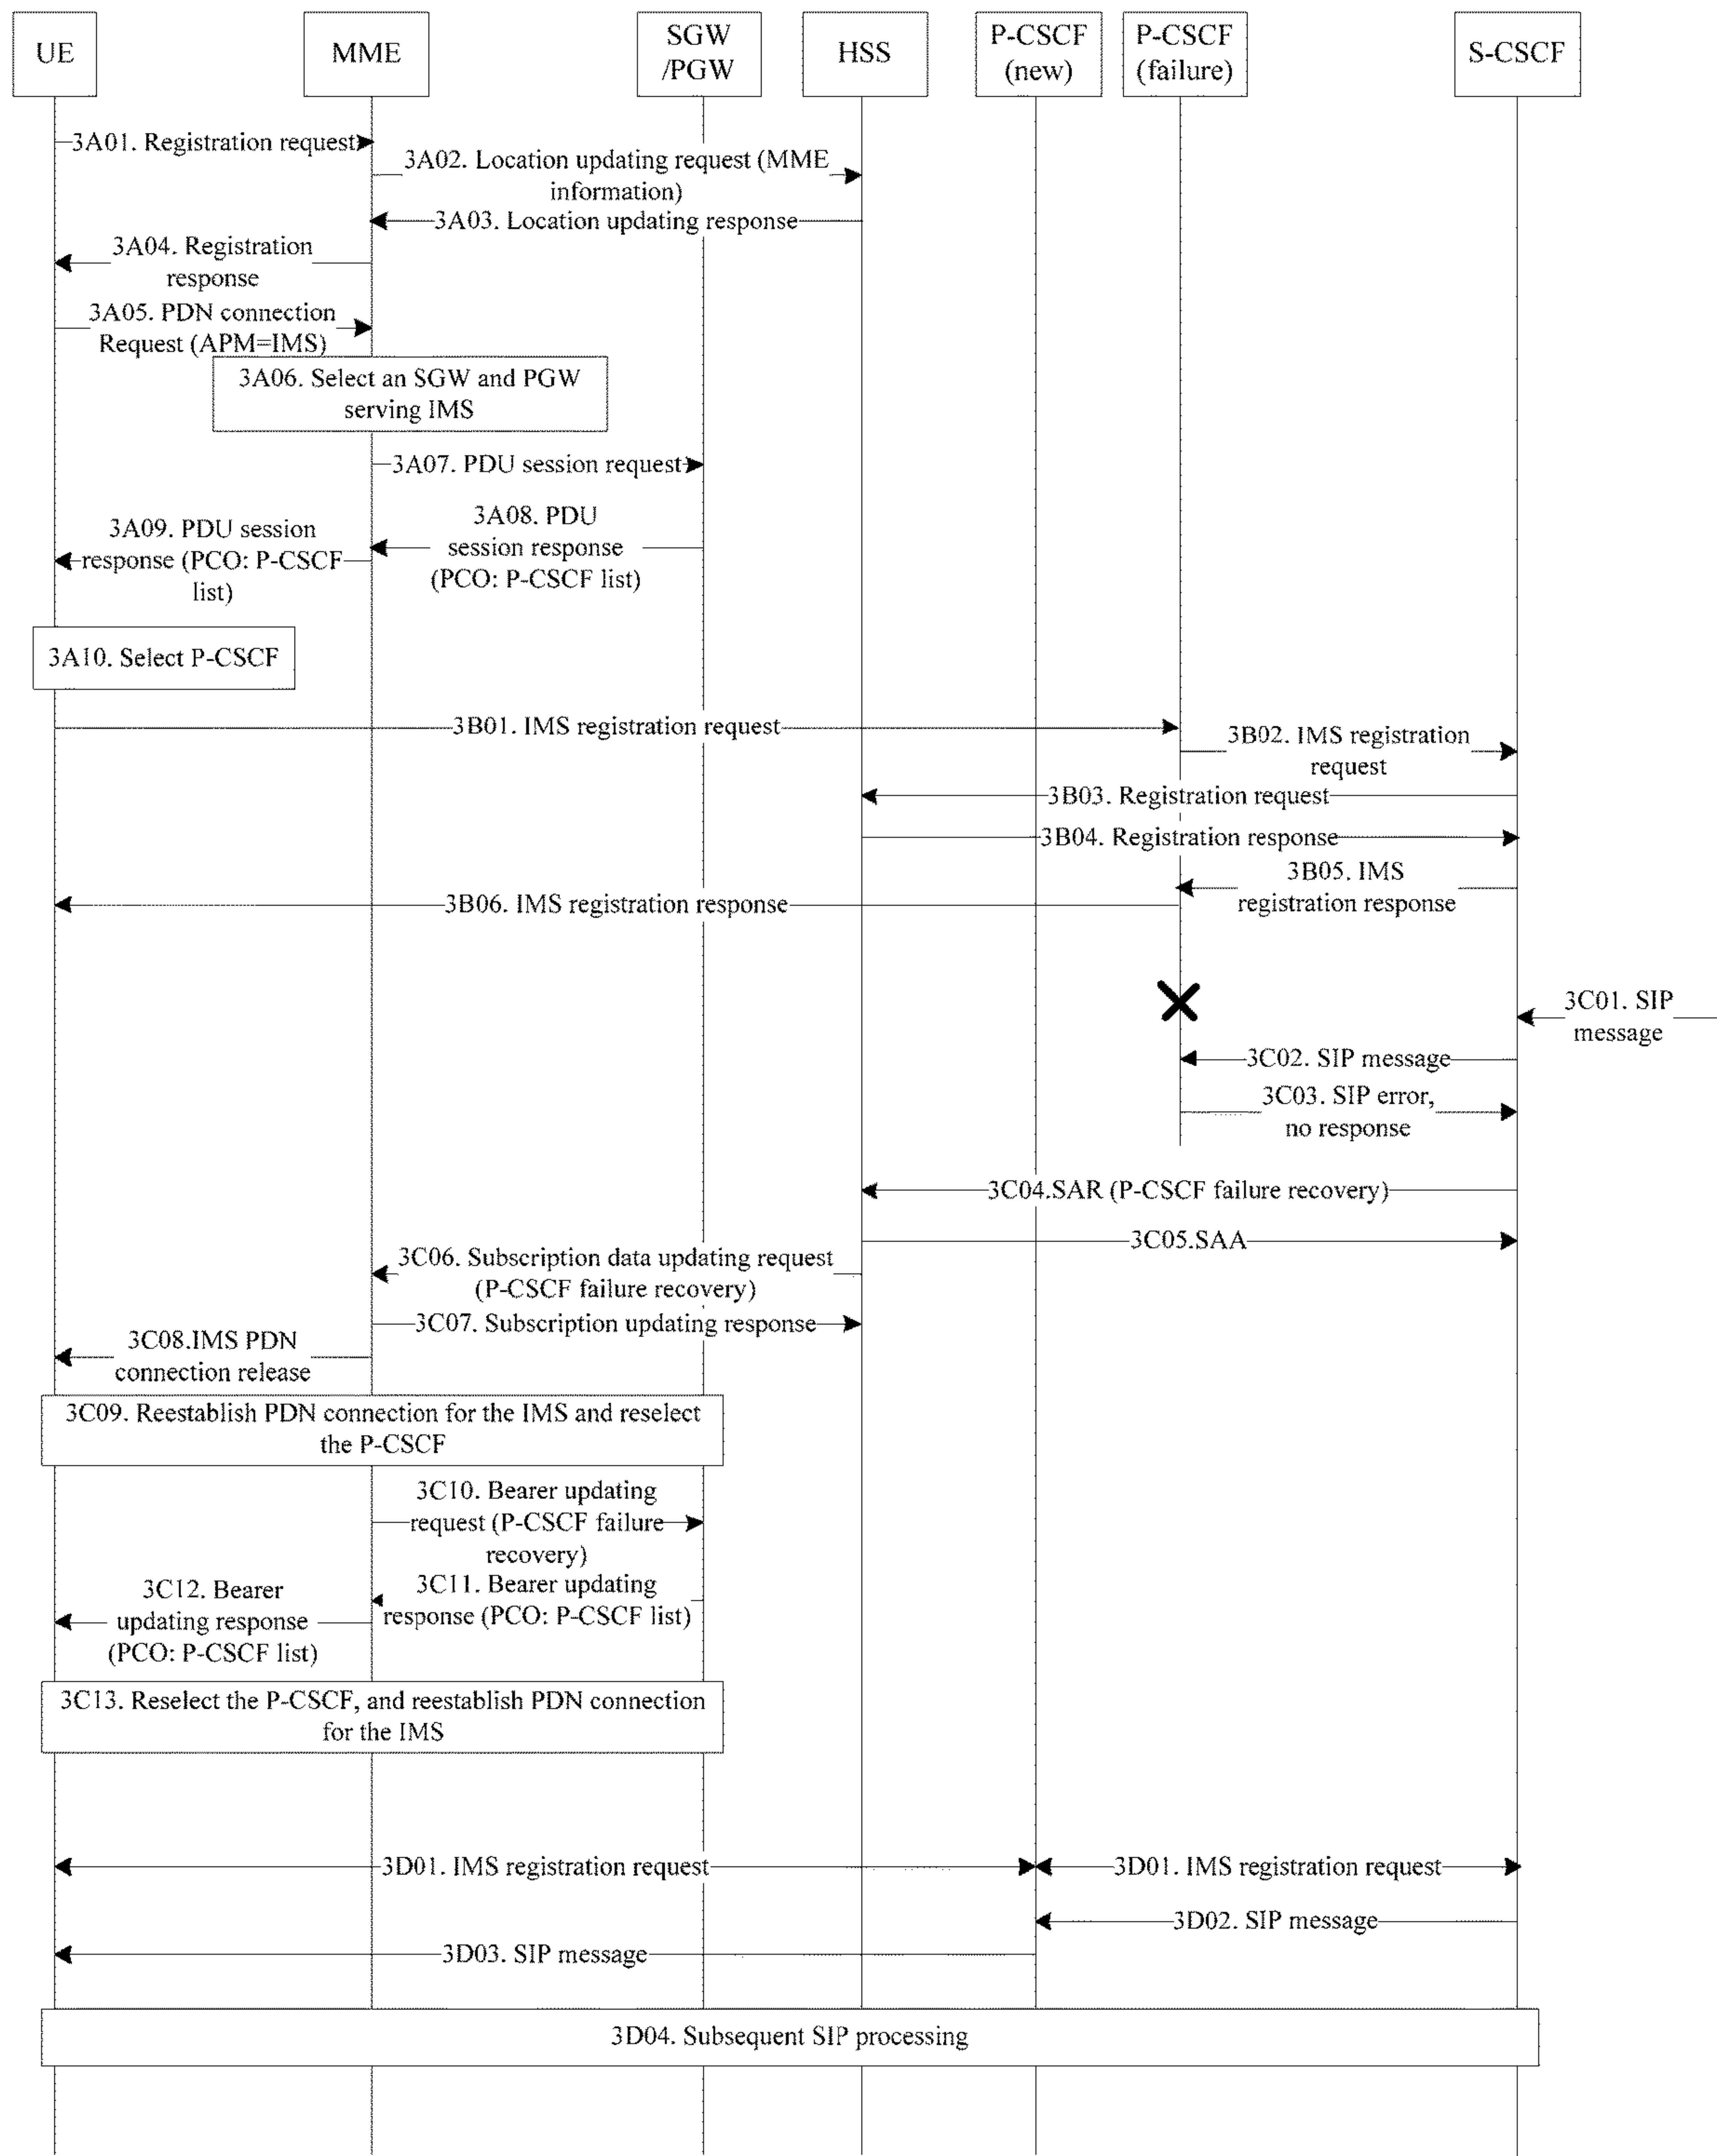 UE
MME
SGW
/PGW
HSS
P-CSCF
(new)
P-CSCF
(failure)
S-CSCF
3A01. Registration request
3A02. Location updating request (MME
information)
3A03. Location updating response
3A04. Registration
response
3A05. PDN connection
Request (APM=IMS)
3A06. Select an SGW and PGW
serving IMS
3A07. PDU session request
3A08. PDU
session response
(PCO: P-CSCF list)
3A09. PDU session
response (PCO: P-CSCF
list)
3A10. Select P-CSCF
3B01. IMS registration request
3B02. IMS registration
request
3B03. Registration request
3B04. Registration response
3B05. IMS
registration response
3B06. IMS registration response
3C01. SIP
message
3C02. SIP message
3C03. SIP error,
no response
3C04.SAR (P-CSCF failure recovery)
3C05.SAA
3C06. Subscription data updating request
(P-CSCF failure recovery)
3C07. Subscription updating response
3C08.IMS PDN
connection release
3C09. Reestablish PDN connection for the IMS and reselect
the P-CSCF
3C10. Bearer updating
request (P-CSCF failure
recovery)
3C11. Bearer updating
response (PCO: P-CSCF list)
3C12. Bearer
updating response
(PCO: P-CSCF list)
3C13. Reselect the P-CSCF, and reestablish PDN connection
for the IMS
3D01. IMS registration request
3D01. IMS registration request
3D02. SIP message
3D03. SIP message
3D04. Subsequent SIP processing